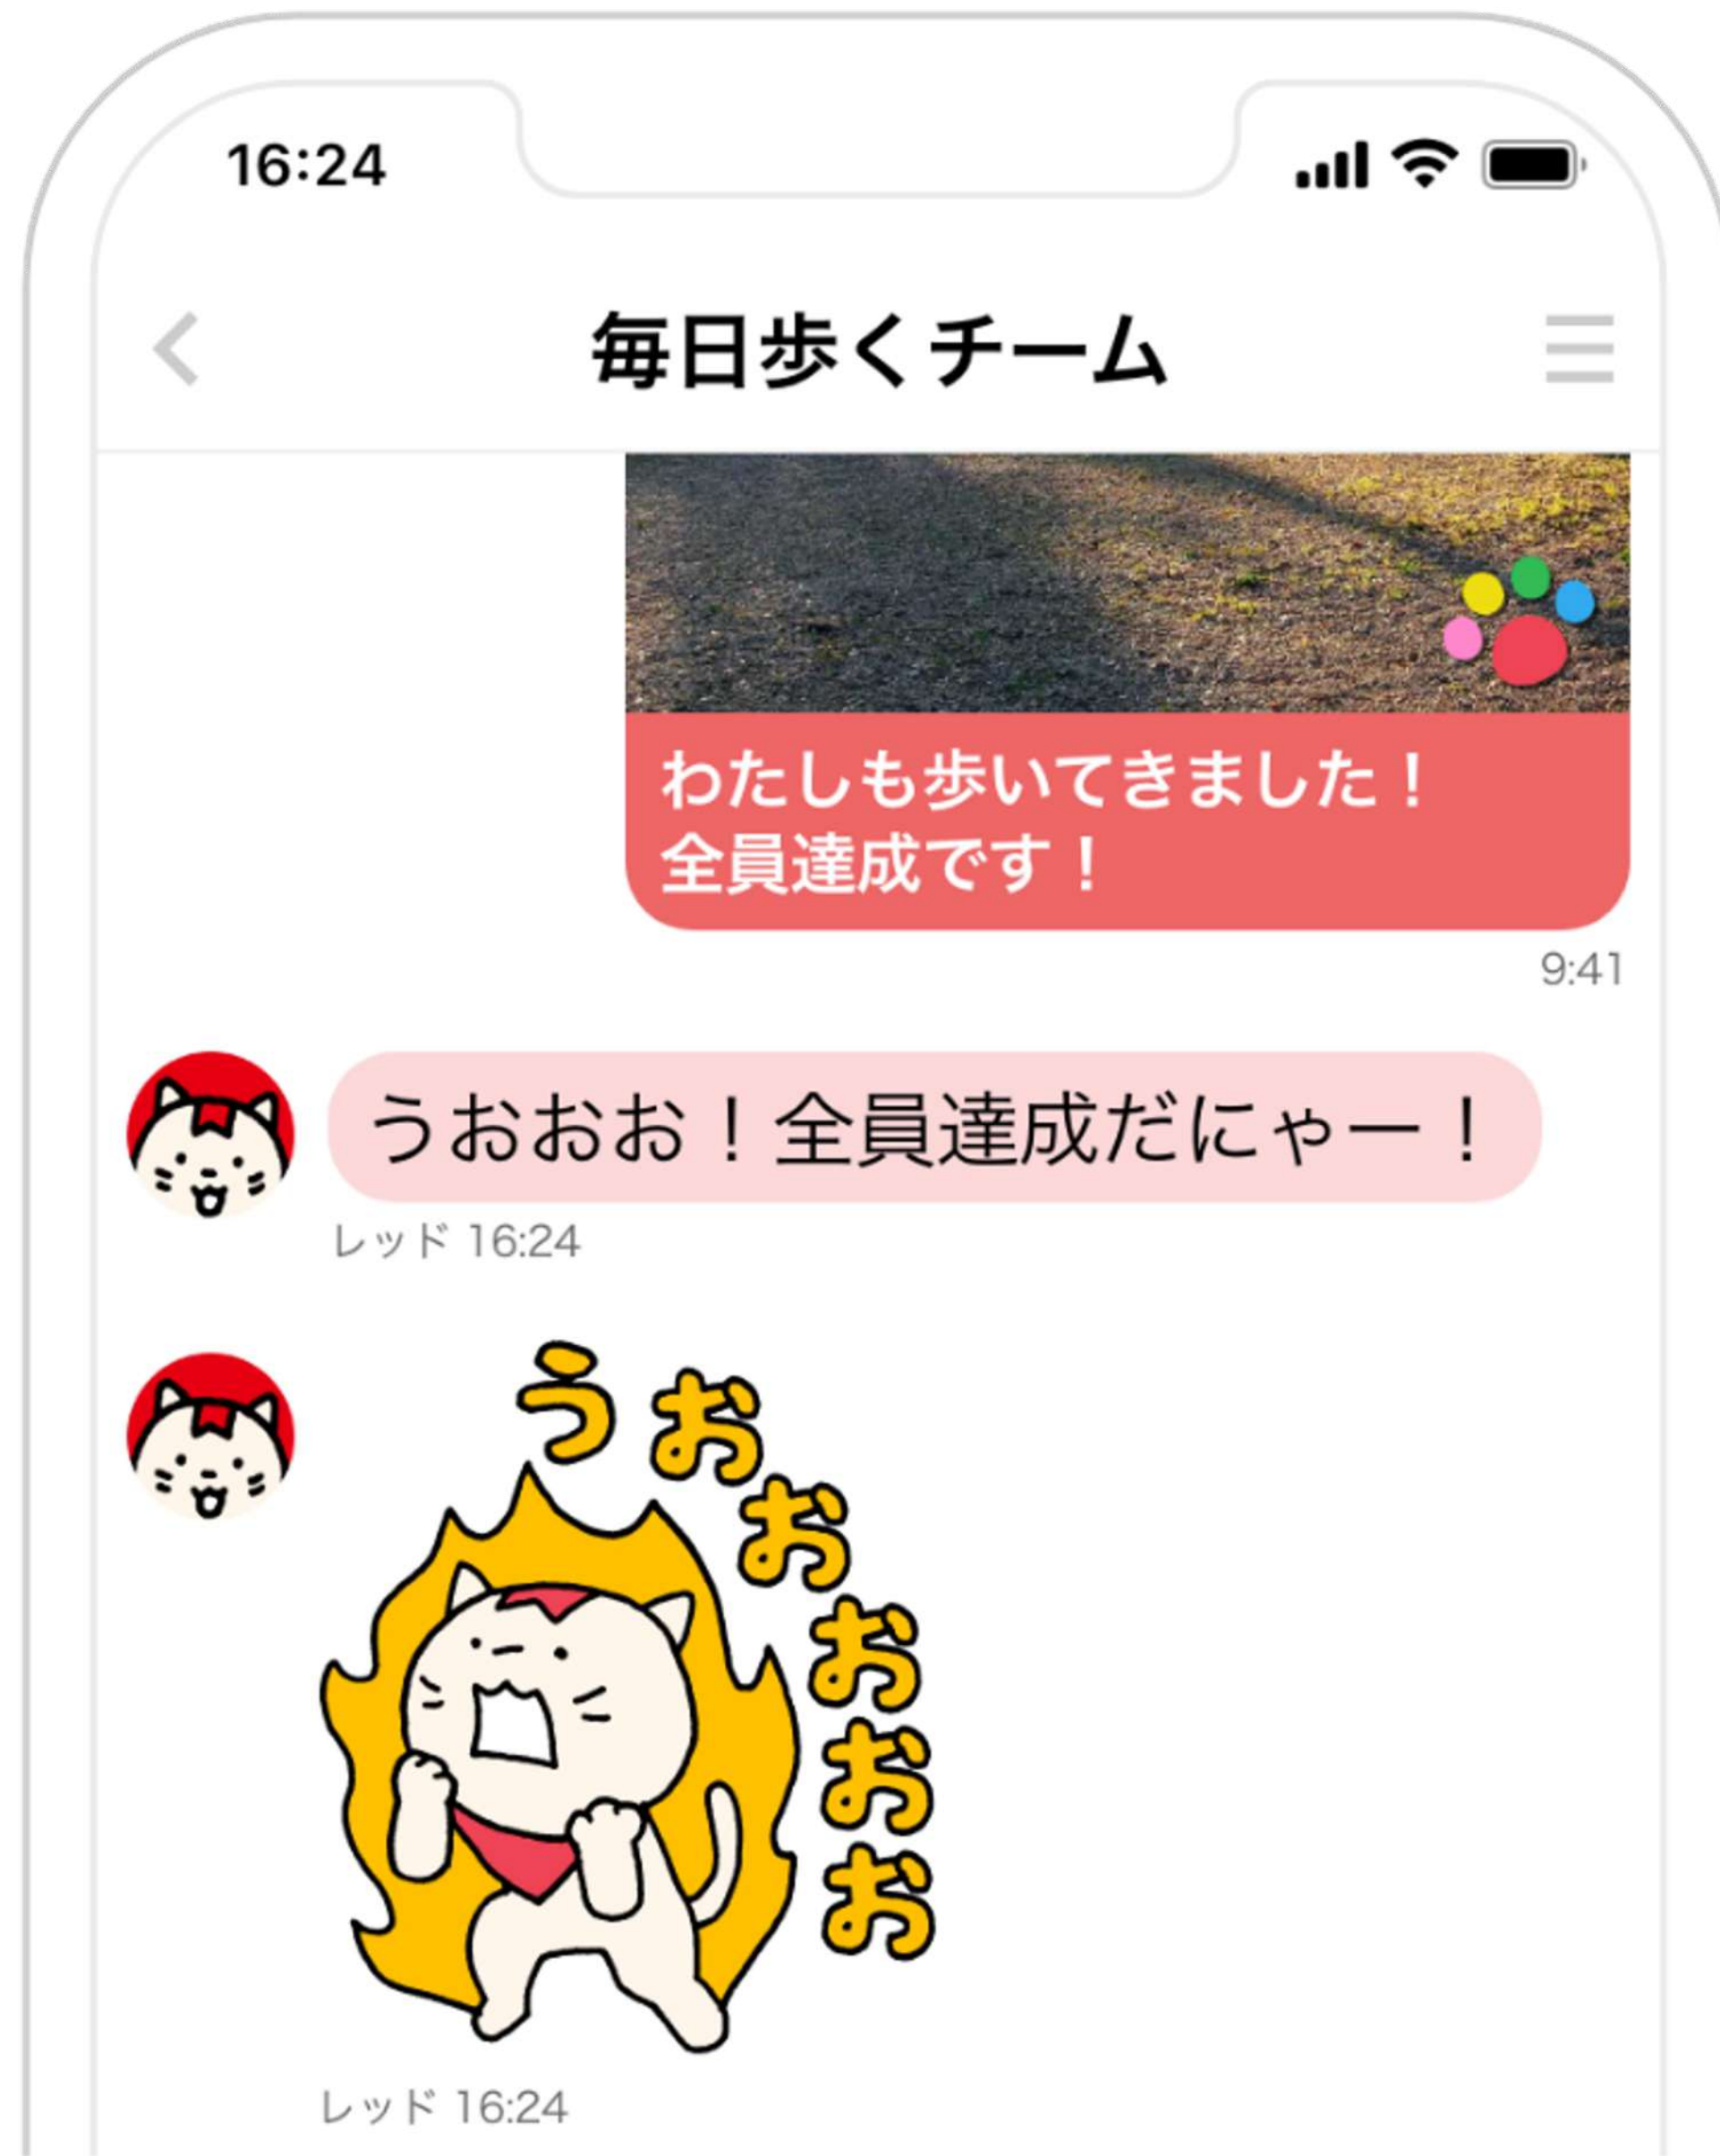 16:24
毎日歩くチーム
わたしも歩いてきました！
全員達成です！
9:41
うおおお！全員達成だにゃー！
レッド 16:24
うおおおおお
レッド 16:24